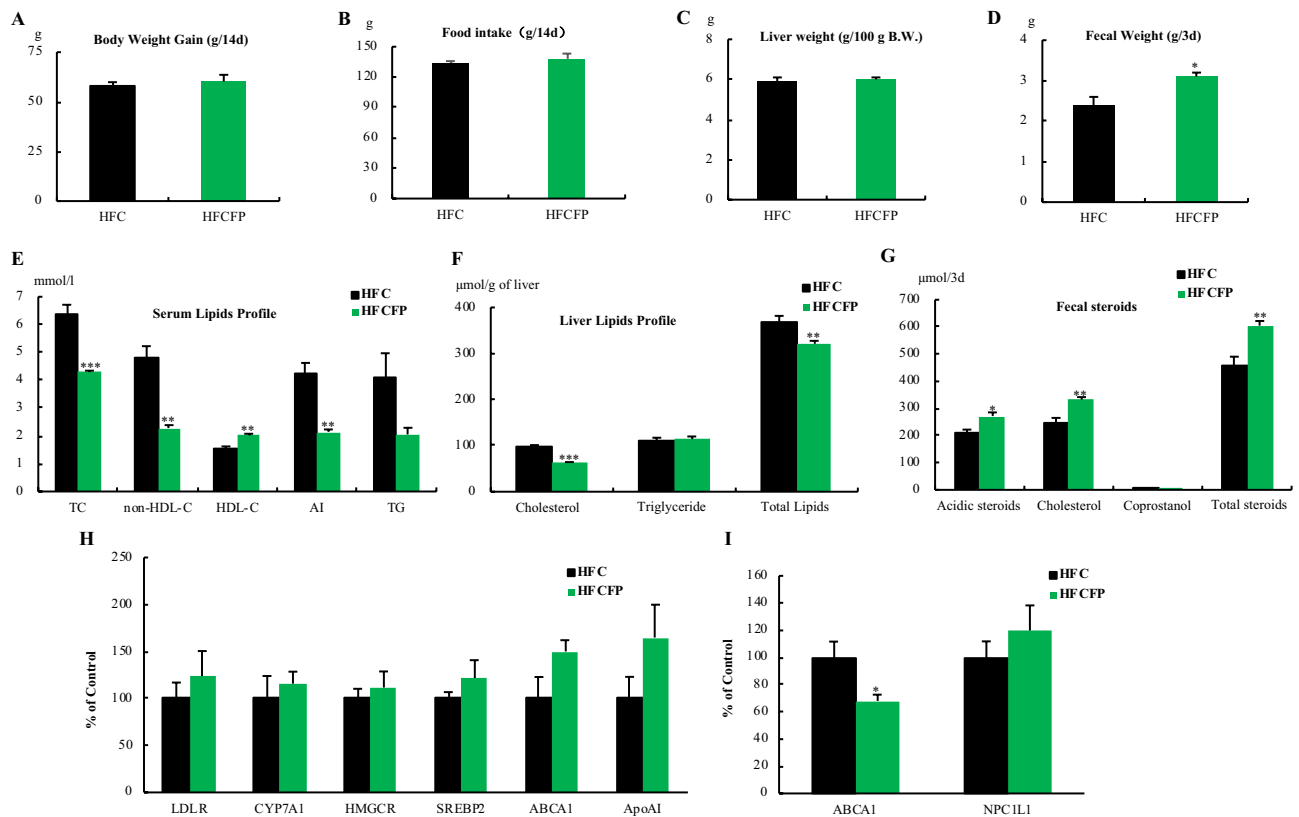 A
g
Body Weight Gain (g/14d)
75
50
25
0
HFC HFCFP
B
g
Food intake (g/14d)
150
120
90
60
30
0
HFC HFCFP
C
g
Liver weight (g/100 g B.W.)
8
6
4
2
0
HFC HFCFP
D
g
Fecal Weight (g/3d)
4
3
2
1
0
*
HFC HFCFP
E
mmol/l
Serum Lipids Profile
HFC
HFCFP
7
6
5
4
3
2
1
0
*** ** ** **
TC non-HDL-C HDL-C AI TG
F
μmol/g of liver
Liver Lipids Profile
HFC
HFCFP
400
300
200
100
0
*** **
Cholesterol Triglyceride Total Lipids
G
μmol/3d
Fecal steroids
HFC
HFCFP
700
600
500
400
300
200
100
0
* ** **
Acidic steroids Cholesterol Coprostanol Total steroids
H
% of Control
HFC
HFCFP
250
200
150
100
50
0
LDLR CYP7A1 HMGCR SREBP2 ABCA1 ApoAI
I
% of Control
HFC
HFCFP
160
140
120
100
80
60
40
20
0
*
ABCA1 NPC1L1